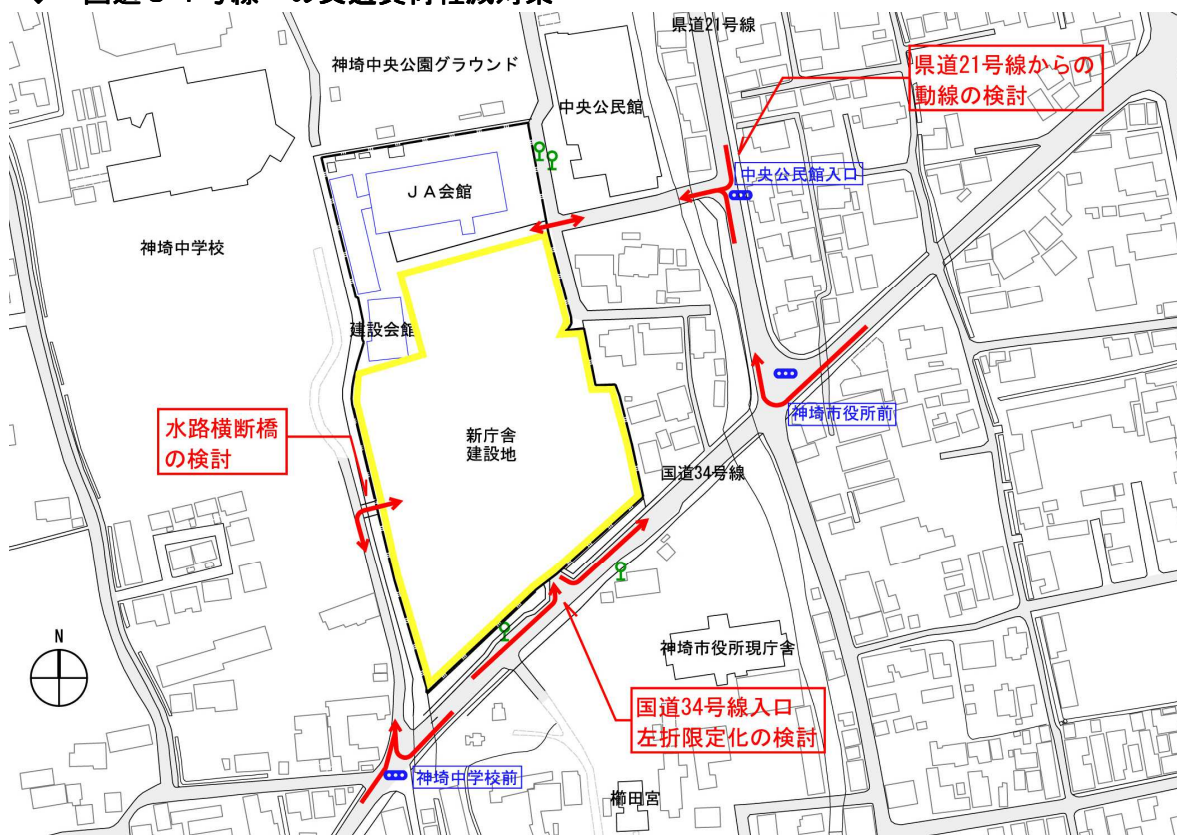 国道34号線への交通負荷軽減対策
県道21号線
神埼中央公園グラウンド
県道21号線からの
動線の検討
中央公民館
中央公民館入口
JA会館
神埼中学校
建設会館
神埼市役所前
水路横断橋
の検討
新庁舎
建設地
国道34号線
N
神埼市役所現庁舎
国道34号線入口
左折限定化の検討
神埼中学校前
櫛田宮